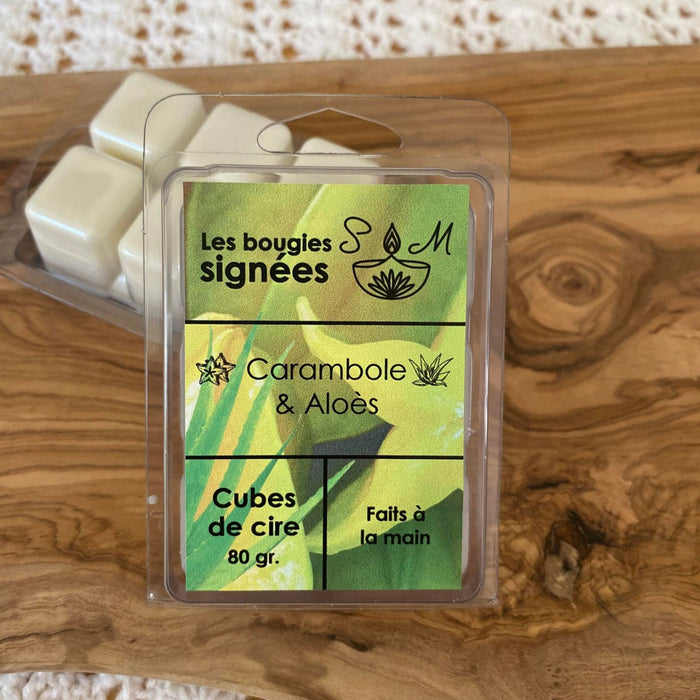 Les bougies S M
signées
Carambole
& Aloès
Cubes
de cire
80 gr.
Faits à
la main